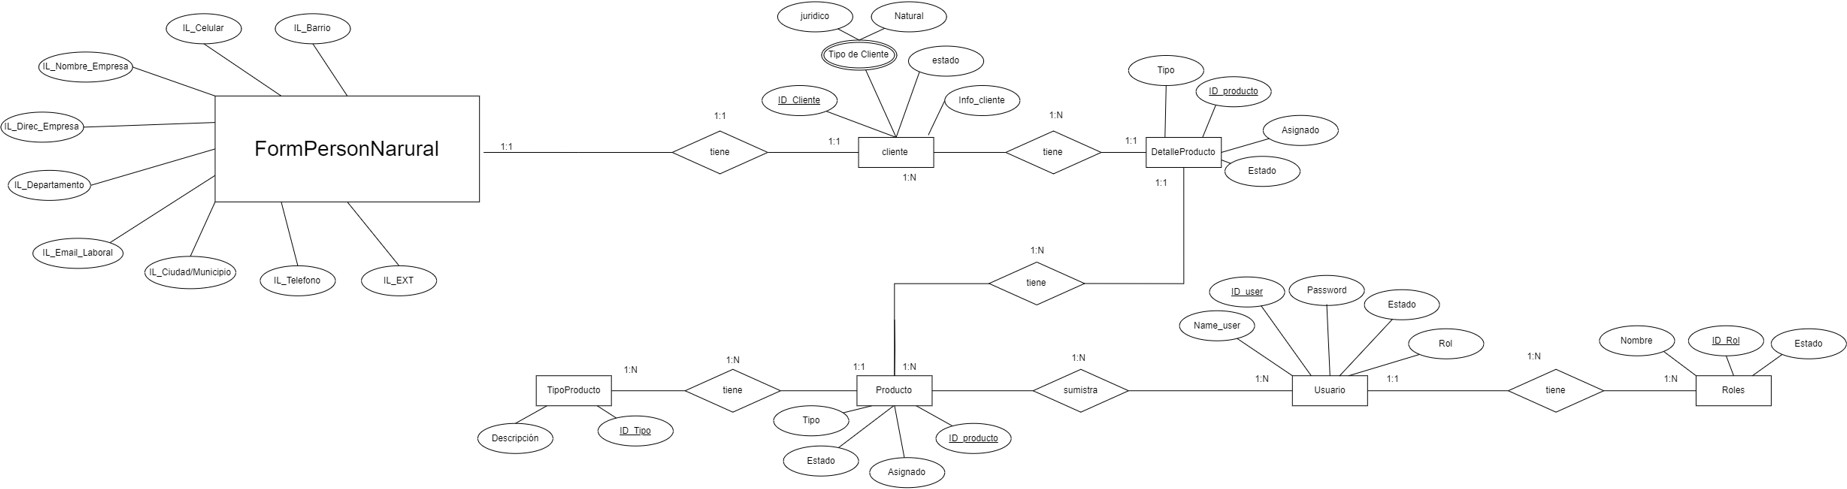 juridico
Natural
IL_Celular
IL_Barrio
Tipo de Cliente
estado
IL_Nombre_Empresa
Tipo
ID_producto
ID_Cliente
Info_cliente
IL_Direc_Empresa
1:1
1:N
Asignado
FormPersonNarural
1:1
tiene
1:1
cliente
tiene
1:1
DetalleProducto
Estado
IL_Departamento
1:N
1:1
IL_Email_Laboral
1:N
IL_Ciudad/Municipio
IL_Telefono
IL_EXT
tiene
ID_user
Password
Estado
Name_user
Rol
Nombre
ID_Rol
Estado
1:N
1:N
1:1
1:N
1:N
1:N
1:1
1:N
1:N
TipoProducto
tiene
Producto
sumistra
Usuario
tiene
Roles
Descripción
ID_Tipo
Tipo
ID_producto
Estado
Asignado